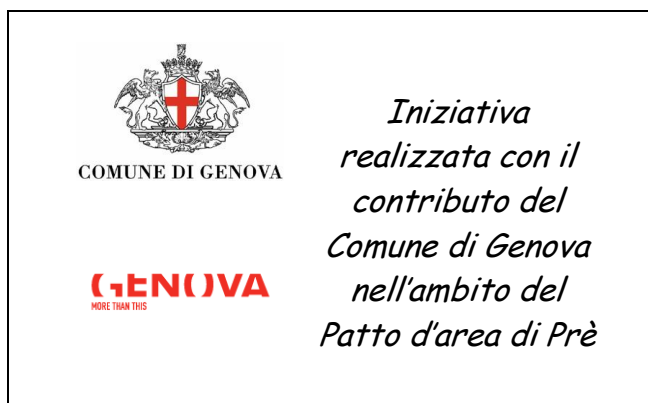 COMUNE DI GENOVA
GENOVA
MORE THAN THIS
Iniziativa
realizzata con il
contributo del
Comune di Genova
nell'ambito del
Patto d'area di Prè